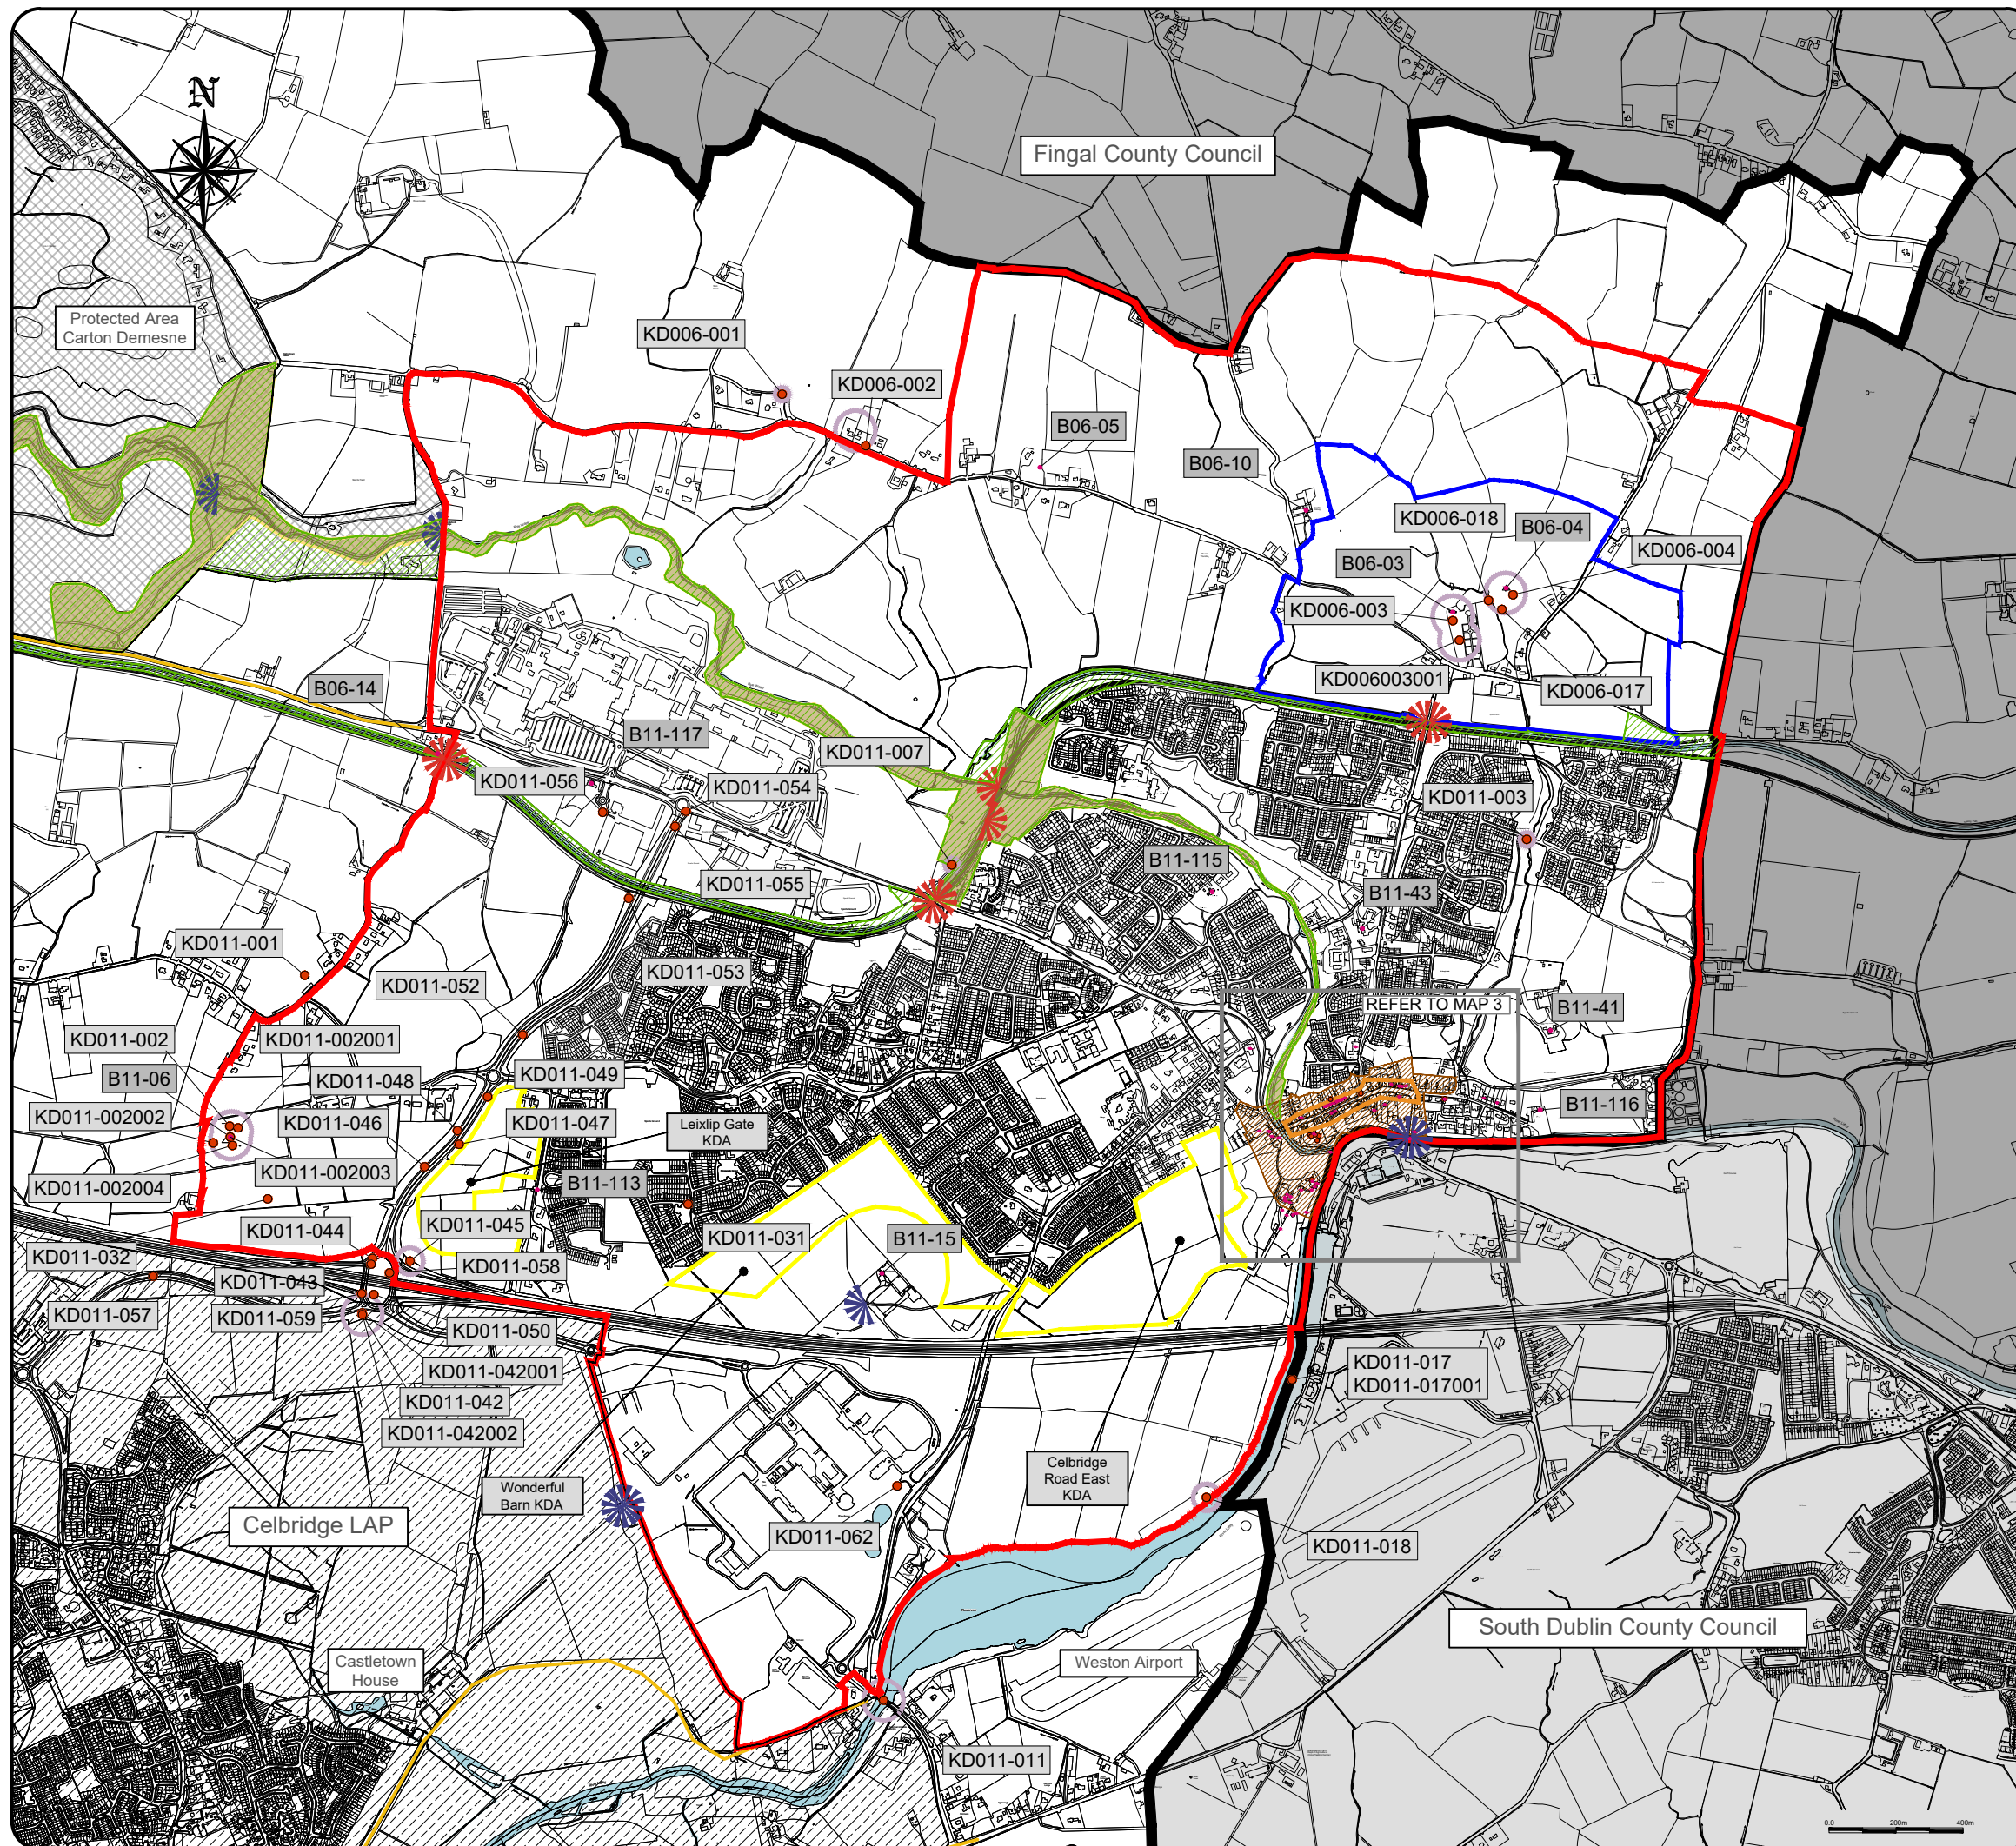 N
Fingal County Council
Protected Area
Carton Demesne
KD006-001
KD006-002
B06-05
B06-10
KD006-018
B06-04
KD006-004
B06-03
KD006-003
KD006003001
KD006-017
B06-14
B11-117
KD011-007
KD011-056
KD011-054
KD011-003
KD011-055
B11-115
B11-43
KD011-001
KD011-052
KD011-053
REFER TO MAP 3
B11-41
KD011-002
KD011-002001
B11-06
KD011-048
KD011-049
KD011-002002
KD011-046
KD011-047
Leixlip Gate
KDA
B11-116
KD011-002004
KD011-002003
B11-113
KD011-044
KD011-045
KD011-031
B11-15
KD011-032
KD011-043
KD011-058
KD011-057
KD011-059
KD011-050
KD011-042001
KD011-042
KD011-042002
KD011-017
KD011-017001
Wonderful
Barn KDA
Celbridge
Road East
KDA
Celbridge LAP
KD011-062
KD011-018
South Dublin County Council
Castletown
House
Weston Airport
KD011-011
0.0 200m 400m